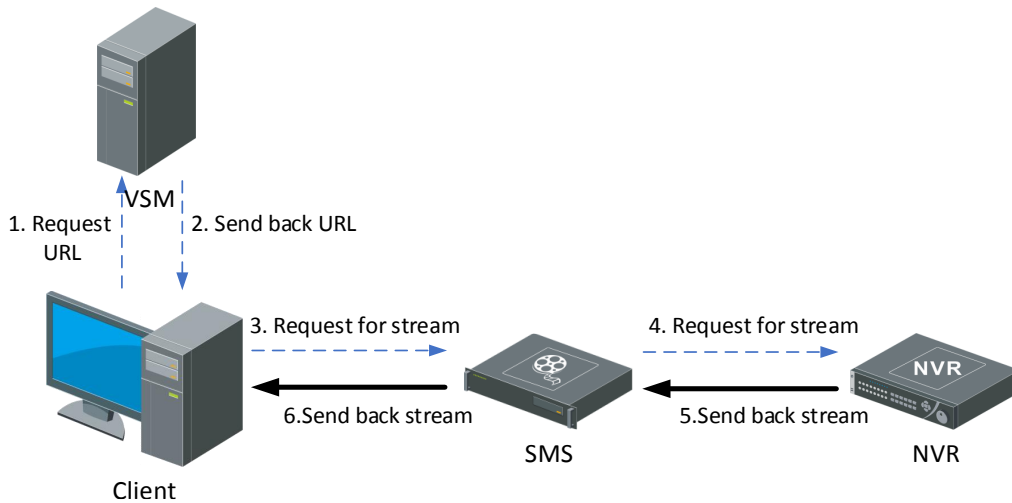 VSM
1. Request
URL
2. Send back URL
3. Request for stream
4. Request for stream
NVR
6.Send back stream
5.Send back stream
SMS
NVR
Client